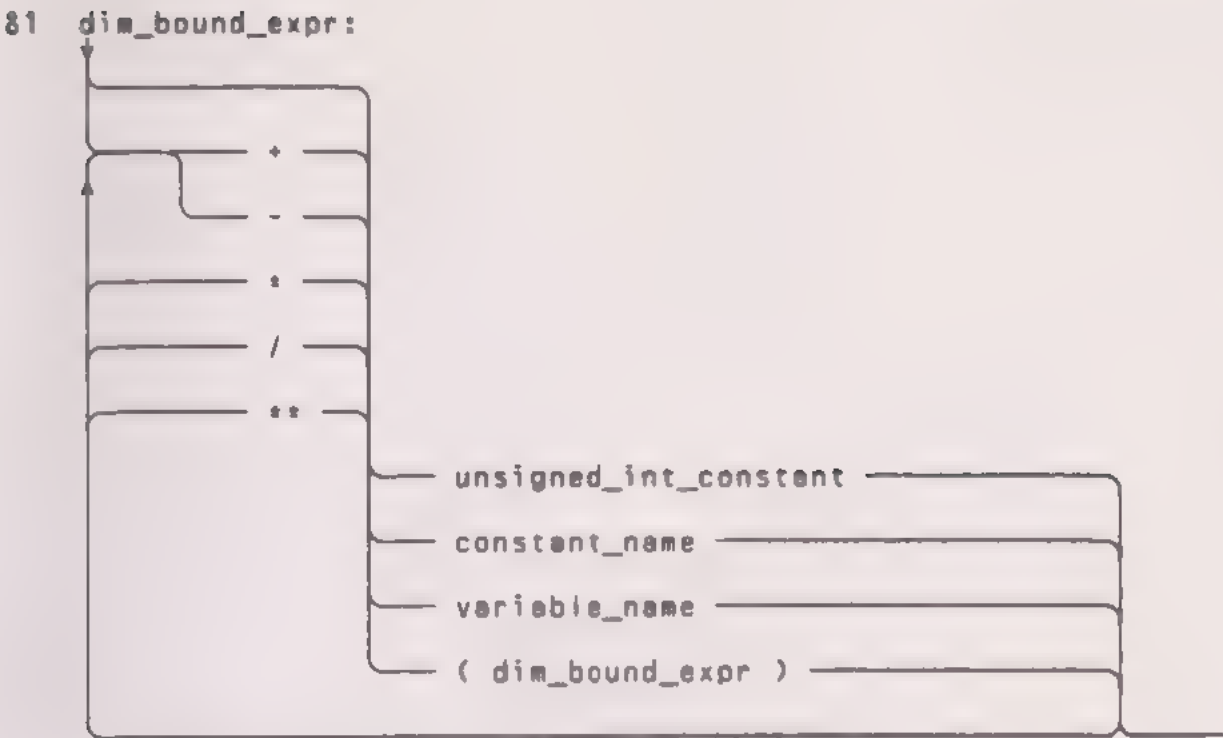 81 dim_bound_expr:
+
-
*
/
**
unsigned_int_constant
constant_name
variable_name
( dim_bound_expr )